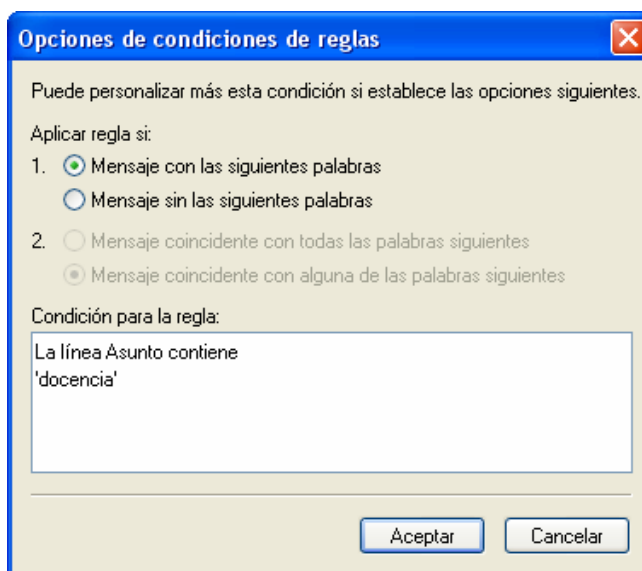 Opciones de condiciones de reglas
Puede personalizar más esta condición si establece las opciones siguientes.
Aplicar regla si:
1. Mensaje con las siguientes palabras
Mensaje sin las siguientes palabras
2. Mensaje coincidente con todas las palabras siguientes
Mensaje coincidente con alguna de las palabras siguientes
Condición para la regla:
La línea Asunto contiene
'docencia'
Aceptar Cancelar